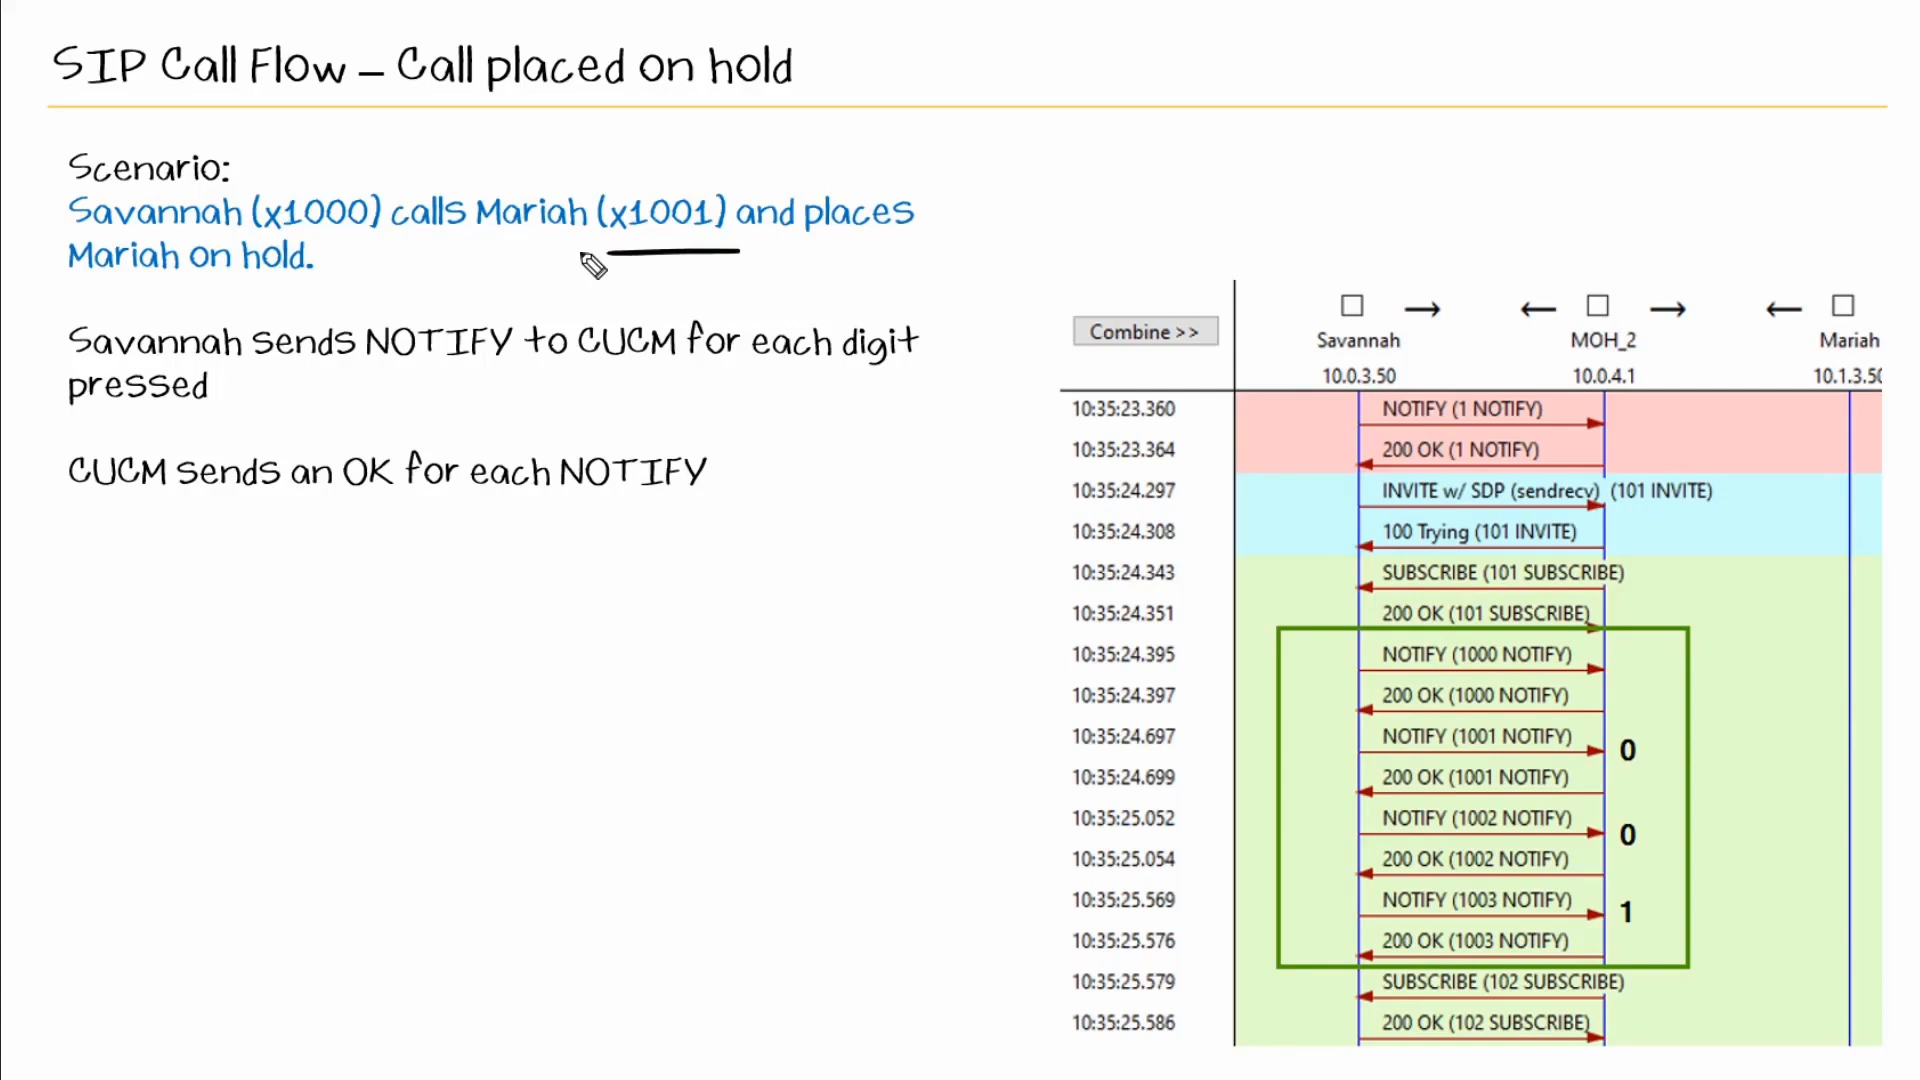 SIP Call Flow – Call placed on hold
Scenario:
Savannah (x1000) calls Mariah (x1001) and places
Mariah on hold.
Savannah sends NOTIFY to CUCM for each digit
pressed
CUCM sends an OK for each NOTIFY
Combine >>
Savannah MOH_2 Mariah
10.0.3.50 10.0.4.1 10.1.3.50
10:35:23.360 NOTIFY (1 NOTIFY)
10:35:23.364 200 OK (1 NOTIFY)
10:35:24.297 INVITE w/ SDP (sendrecv) (101 INVITE)
10:35:24.308 100 Trying (101 INVITE)
10:35:24.343 SUBSCRIBE (101 SUBSCRIBE)
10:35:24.351 200 OK (101 SUBSCRIBE)
10:35:24.395 NOTIFY (1000 NOTIFY)
10:35:24.397 200 OK (1000 NOTIFY)
10:35:24.697 NOTIFY (1001 NOTIFY) 0
10:35:24.699 200 OK (1001 NOTIFY)
10:35:25.052 NOTIFY (1002 NOTIFY) 0
10:35:25.054 200 OK (1002 NOTIFY)
10:35:25.569 NOTIFY (1003 NOTIFY) 1
10:35:25.576 200 OK (1003 NOTIFY)
10:35:25.579 SUBSCRIBE (102 SUBSCRIBE)
10:35:25.586 200 OK (102 SUBSCRIBE)